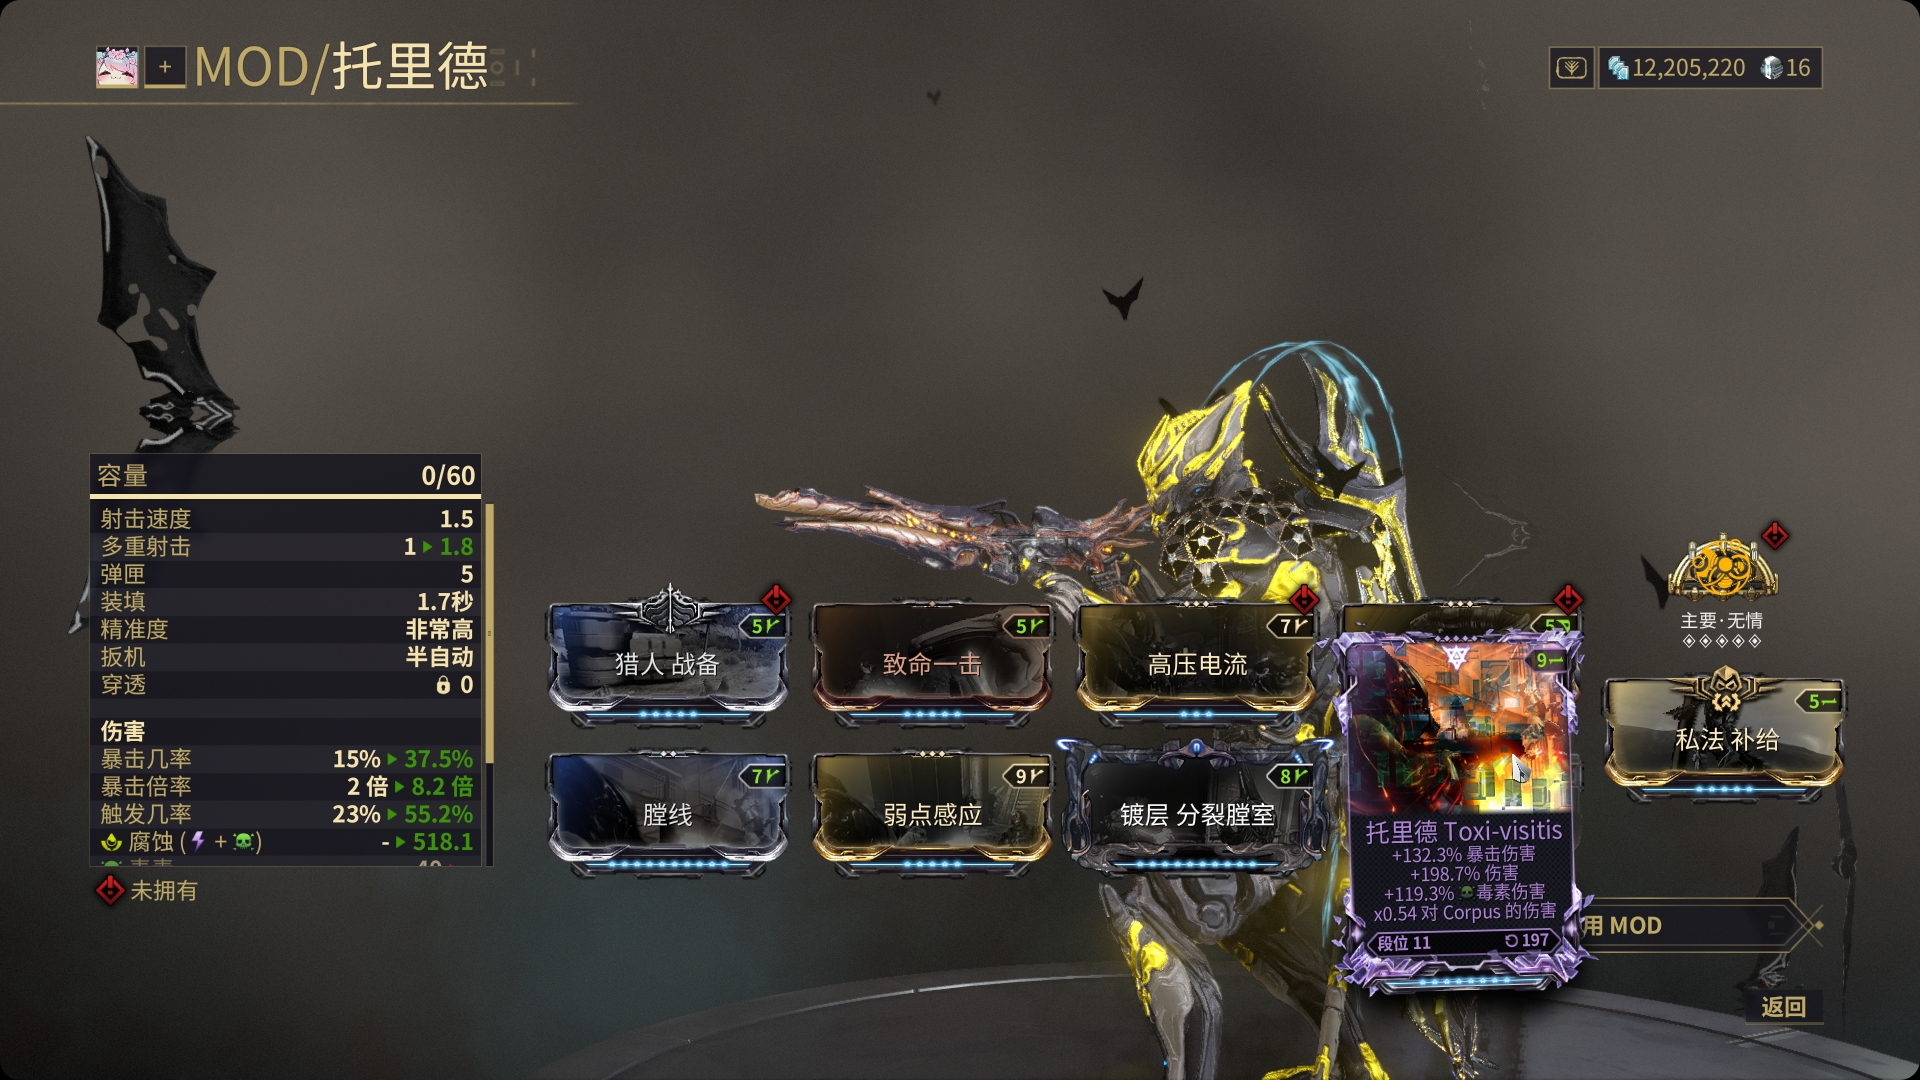 MOD/托里德
12,205,220
16
容量 0/60
射击速度 1.5
多重射击 1 1.8
弹匣 5
装填 1.7秒
精准度 非常高
扳机 半自动
穿透 0
伤害
暴击几率 15% 37.5%
暴击倍率 2 倍 8.2 倍
触发几率 23% 55.2%
腐蚀 ( + ) - 518.1
未拥有
5
猎人 战备
5
致命一击
7
高压电流
5
主要·无情
7
膛线
9
弱点感应
8
镀层 分裂膛室
9
托里德 Toxi-visitis
+132.3% 暴击伤害
+198.7% 伤害
+119.3% 毒素伤害
x0.54 对 Corpus 的伤害
段位 11 197
5
私法 补给
用 MOD
返回